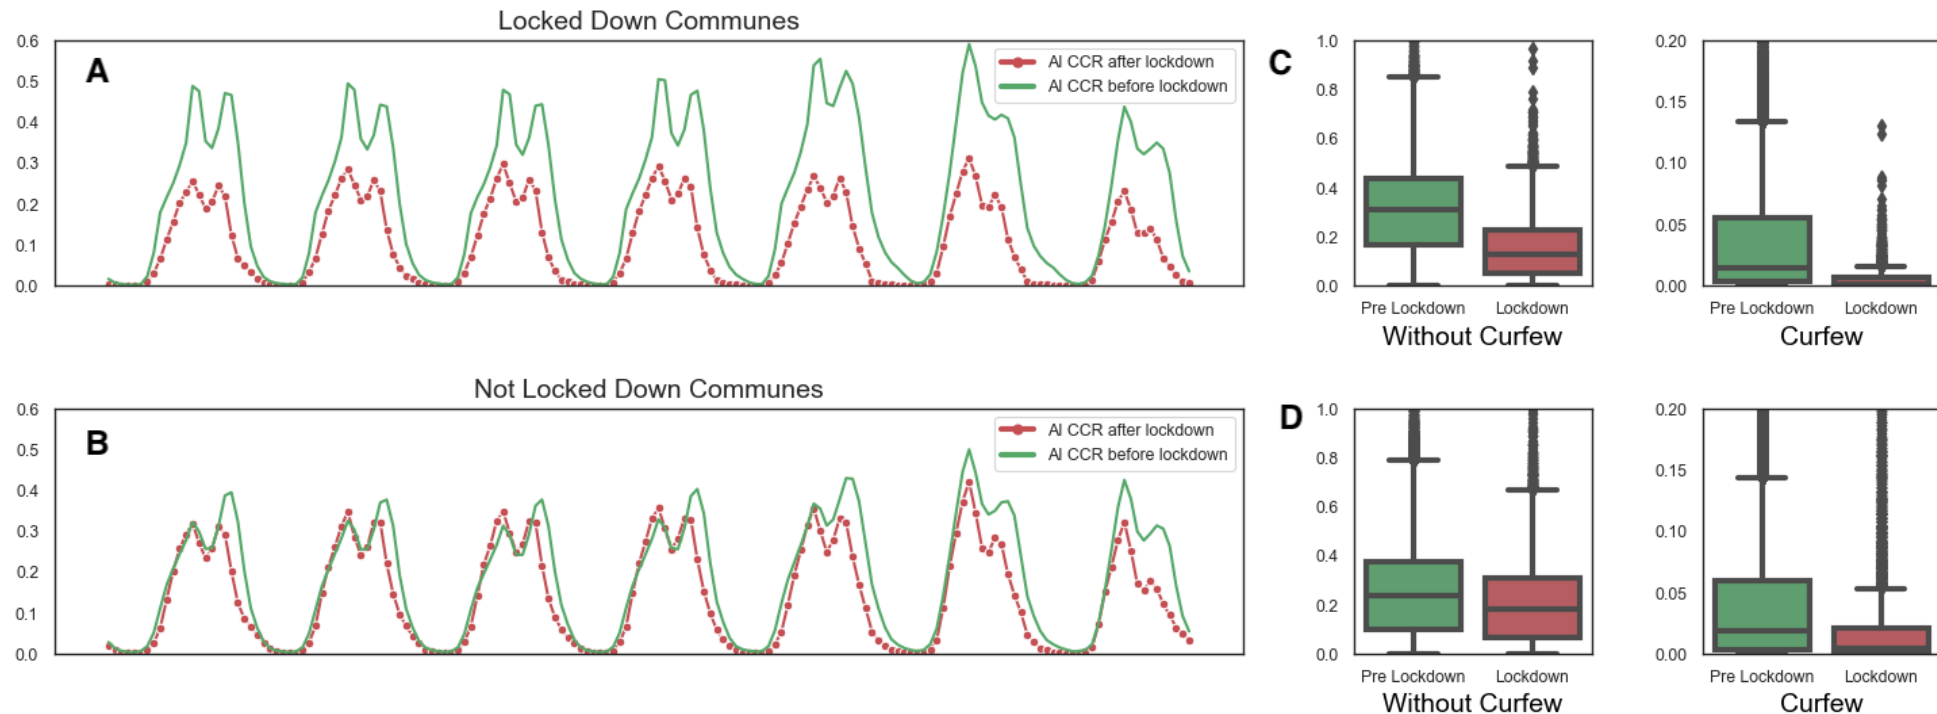 Locked Down Communes
A
0.6
0.5
0.4
0.3
0.2
0.1
0.0
AI CCR after lockdown
AI CCR before lockdown
C
1.0
0.8
0.6
0.4
0.2
0.0
Pre Lockdown Lockdown
Without Curfew
0.20
0.15
0.10
0.05
0.00
Pre Lockdown Lockdown
Curfew
Not Locked Down Communes
B
0.6
0.5
0.4
0.3
0.2
0.1
0.0
AI CCR after lockdown
AI CCR before lockdown
D
1.0
0.8
0.6
0.4
0.2
0.0
Pre Lockdown Lockdown
Without Curfew
0.20
0.15
0.10
0.05
0.00
Pre Lockdown Lockdown
Curfew